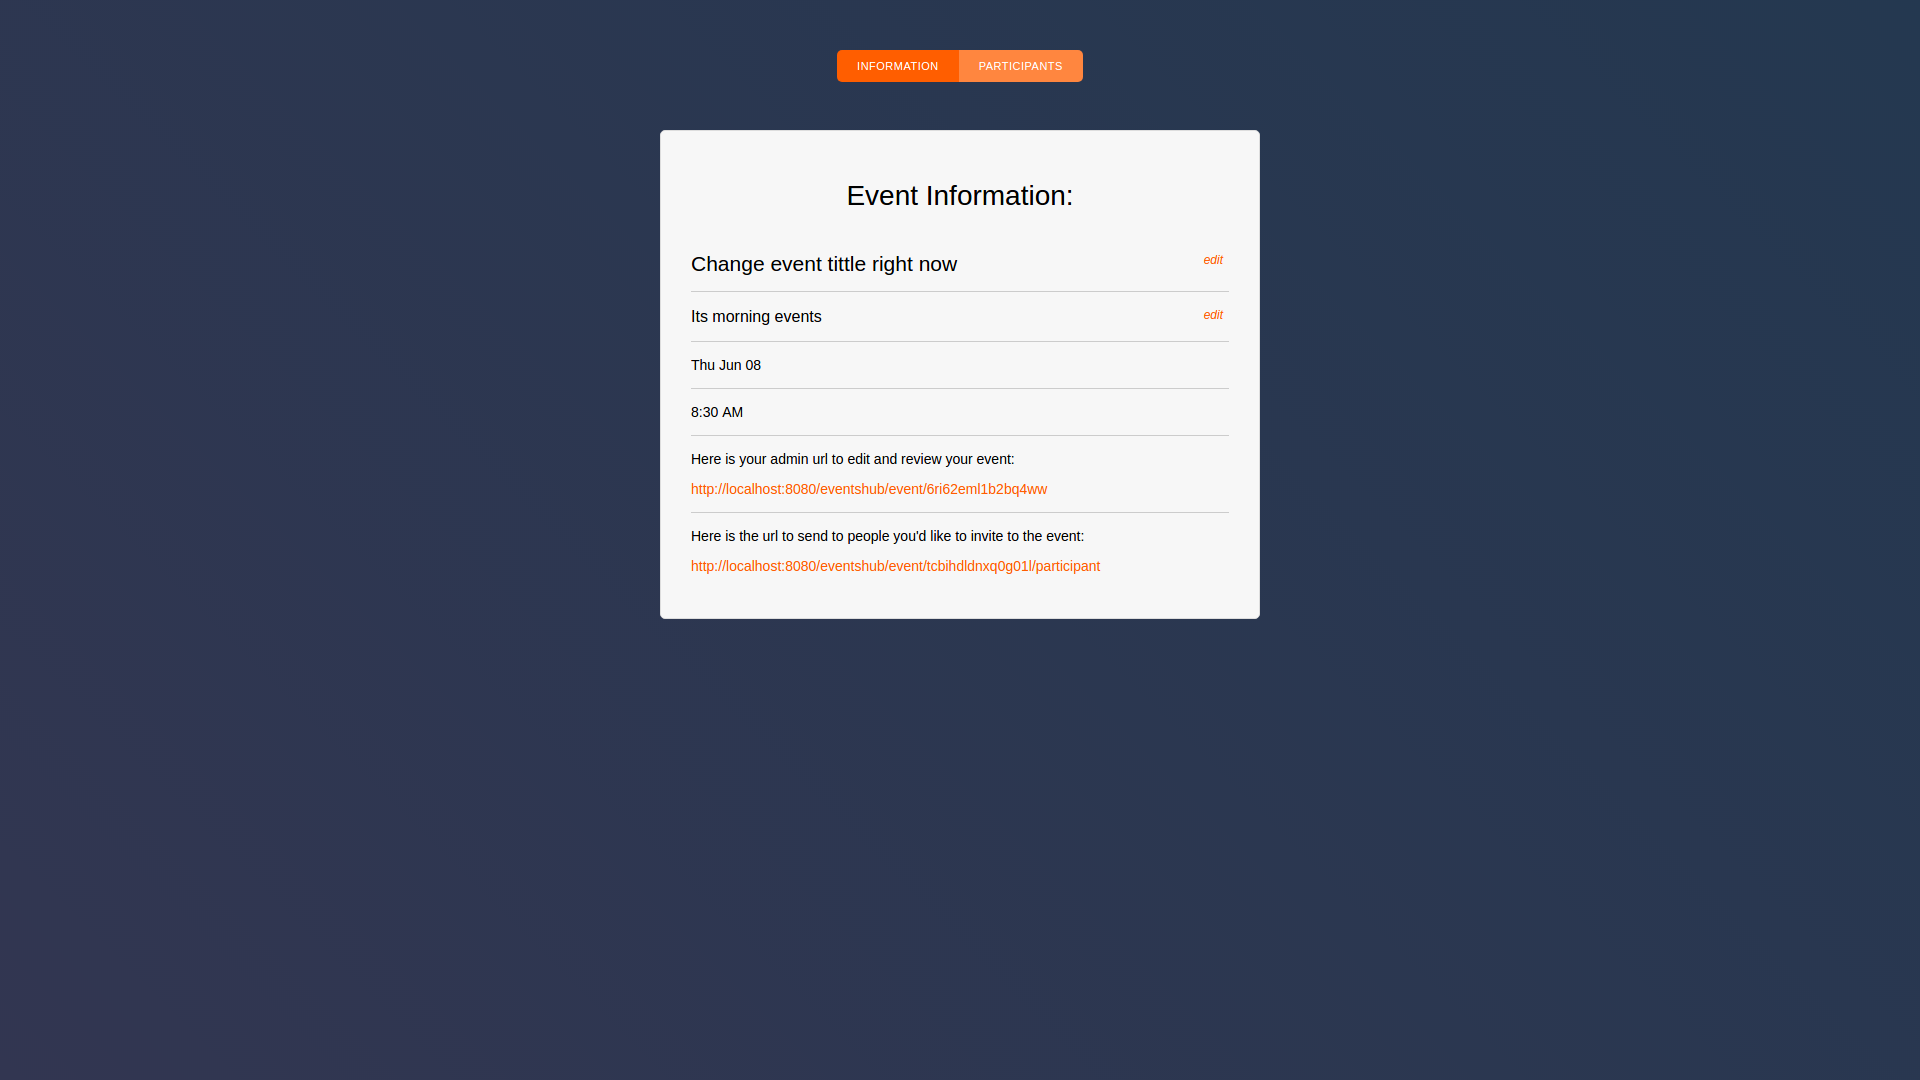 INFORMATION PARTICIPANTS
Event Information:
Change event tittle right now edit
Its morning events edit
Thu Jun 08
8:30 AM
Here is your admin url to edit and review your event:
http://localhost:8080/eventshub/event/6ri62eml1b2bq4ww
Here is the url to send to people you'd like to invite to the event:
http://localhost:8080/eventshub/event/tcbihdldnxq0g01l/participant